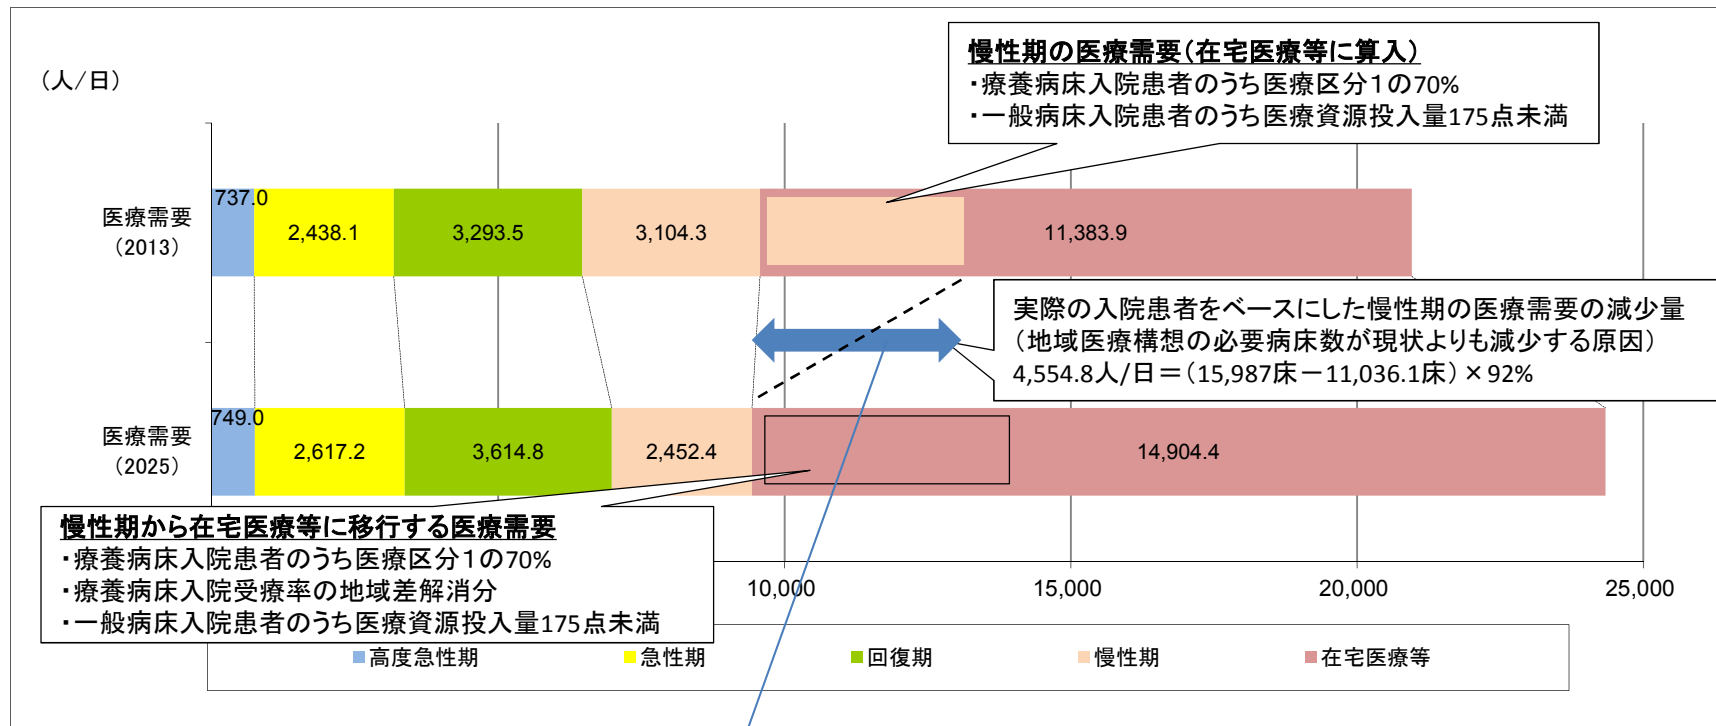 慢性期の医療需要(在宅医療等に算入)
・療養病床入院患者のうち医療区分1の70%
・一般病床入院患者のうち医療資源投入量175点未満
(人/日)
医療需要
(2013)
737.0
2,438.1
3,293.5
3,104.3
11,383.9
実際の入院患者をベースにした慢性期の医療需要の減少量
(地域医療構想の必要病床数が現状よりも減少する原因)
4,554.8人/日=(15,987床-11,036.1床)×92%
医療需要
(2025)
749.0
2,617.2
3,614.8
2,452.4
14,904.4
慢性期から在宅医療等に移行する医療需要
・療養病床入院患者のうち医療区分1の70%
・療養病床入院受療率の地域差解消分
・一般病床入院患者のうち医療資源投入量175点未満
10,000
15,000
20,000
25,000
高度急性期
急性期
回復期
慢性期
在宅医療等